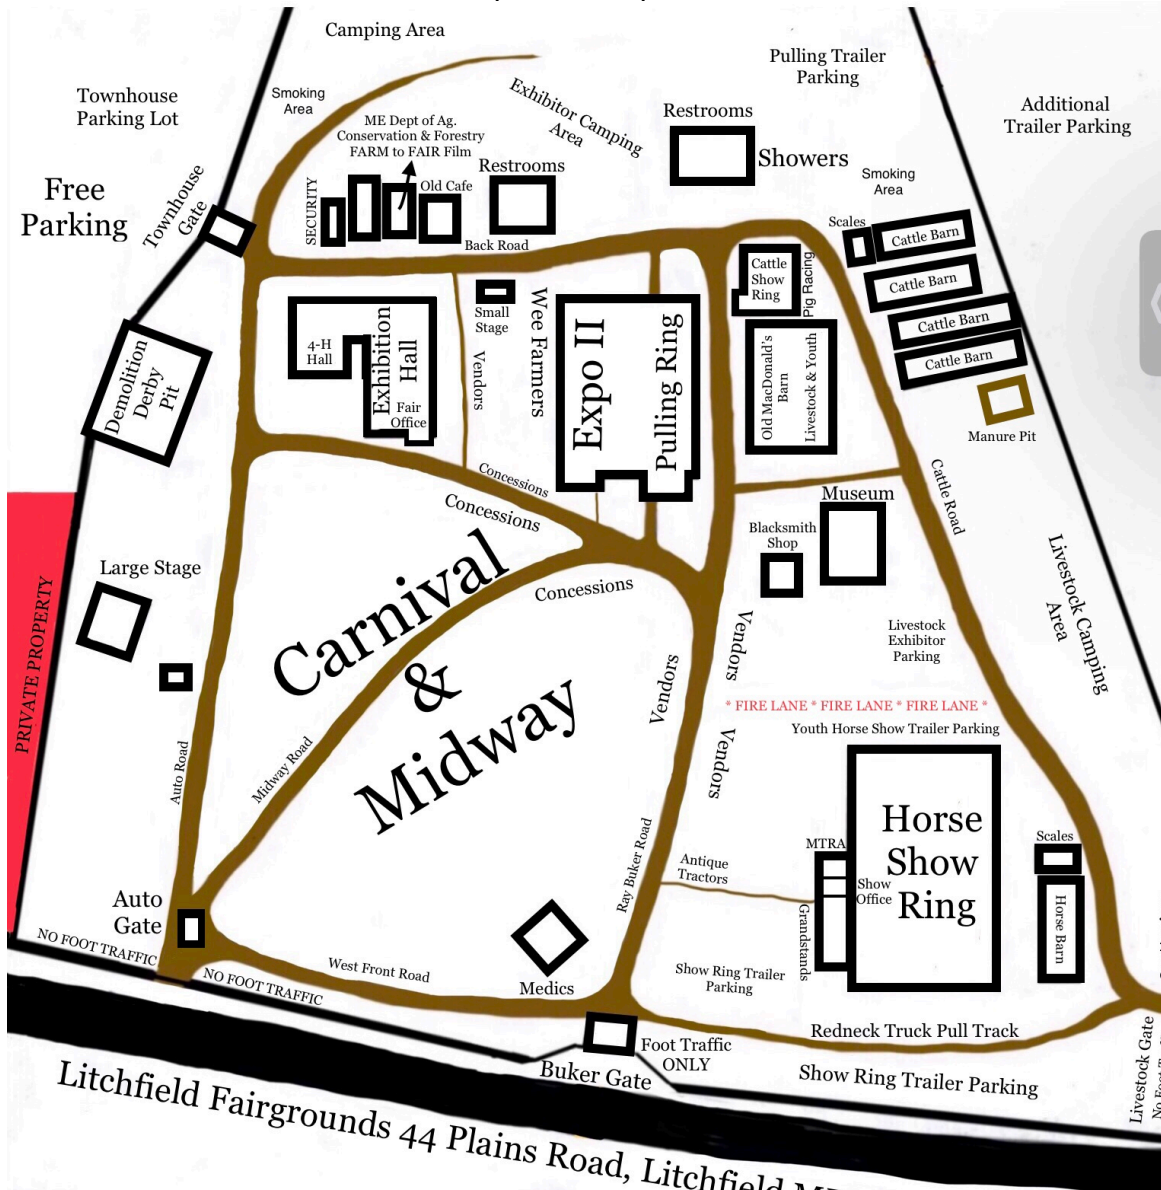 Camping Area
Pulling Trailer
Parking
Townhouse
Parking Lot
Smoking
Area
Exhibitor Camping
Area
Restrooms
Additional
Trailer Parking
ME Dept of Ag.
Conservation & Forestry
FARM to FAIR Film
Showers
Free
Parking
Townhouse
Gate
SECURITY
Old Cafe
Restrooms
Back Road
Smoking
Area
Scales
Cattle Barn
Cattle Barn
Cattle Barn
Cattle Barn
Manure Pit
Cattle
Show
Ring
Pig Racing
Small
Stage
Wee Farmers
Vendors
4-H
Hall
Exhibition
Hall
Fair
Office
Expo II
Pulling Ring
Old MacDonald's
Barn
Livestock & Youth
Demolition
Derby
Pit
Concessions
Concessions
Concessions
Museum
Blacksmith
Shop
Cattle Road
Livestock Camping
Area
Large Stage
PRIVATE PROPERTY
Carnival
&
Midway
Vendors
Vendors
Vendors
Livestock
Exhibitor
Parking
* FIRE LANE * FIRE LANE * FIRE LANE *
Youth Horse Show Trailer Parking
Auto Road
Midway Road
Ray Buker Road
Antique
Tractors
MTRA
Show
Office
Grandstands
Horse
Show
Ring
Scales
Horse Barn
Auto
Gate
NO FOOT TRAFFIC
NO FOOT TRAFFIC
West Front Road
Medics
Show Ring Trailer
Parking
Redneck Truck Pull Track
Foot Traffic
ONLY
Buker Gate
Show Ring Trailer Parking
Livestock Gate
Litchfield Fairgrounds 44 Plains Road, Litchfield